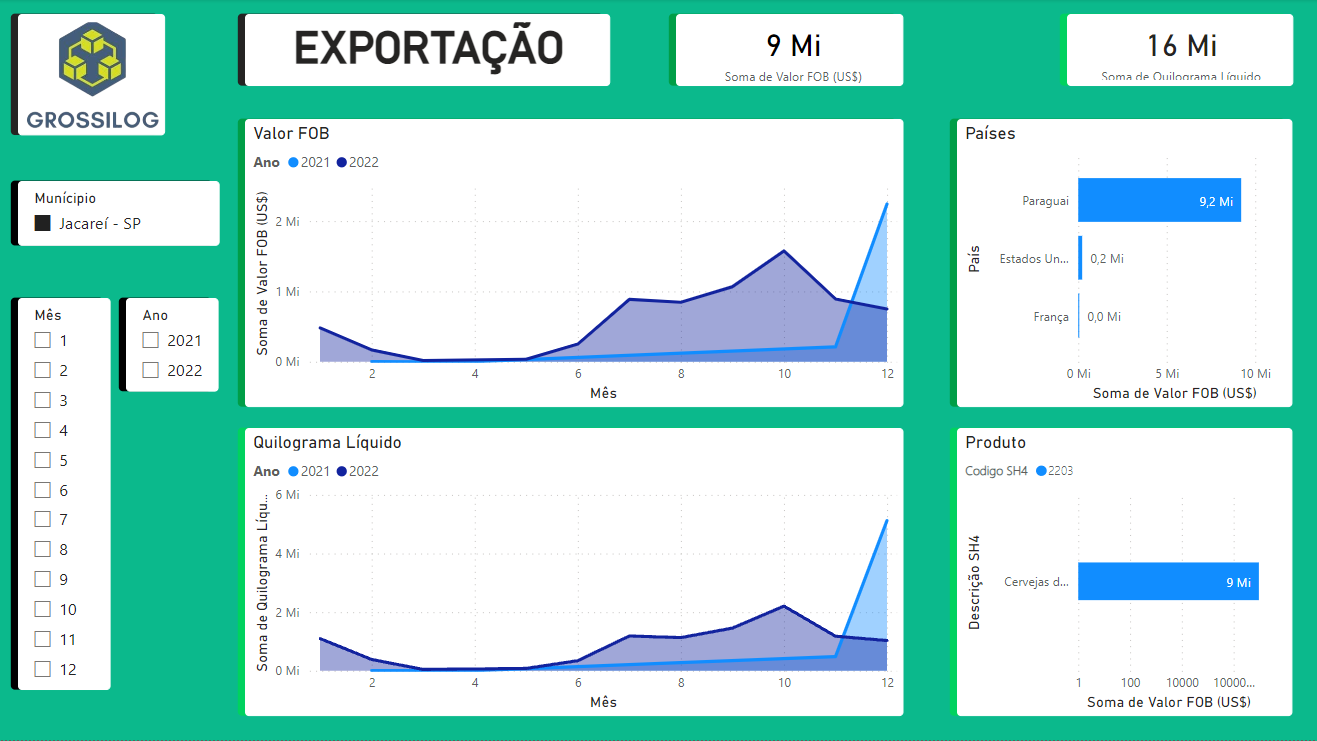 GROSSILOG
EXPORTAÇÃO
9 Mi
Soma de Valor FOB (US$)
16 Mi
Soma de Quilograma Líquido
Munícipio
Jacareí - SP
Mês
1
2
3
4
5
6
7
8
9
10
11
12
Ano
2021
2022
Valor FOB
Ano 2021 2022
Soma de Valor FOB (US$)
2 Mi
1 Mi
0 Mi
2 4 6 8 10 12
Mês
Países
País
Paraguai 9,2 Mi
Estados Un... 0,2 Mi
França 0,0 Mi
0 Mi 5 Mi 10 Mi
Soma de Valor FOB (US$)
Quilograma Líquido
Ano 2021 2022
Soma de Quilograma Líqu...
6 Mi
4 Mi
2 Mi
0 Mi
2 4 6 8 10 12
Mês
Produto
Codigo SH4 2203
Descrição SH4
Cervejas d... 9 Mi
1 100 10000 10000...
Soma de Valor FOB (US$)